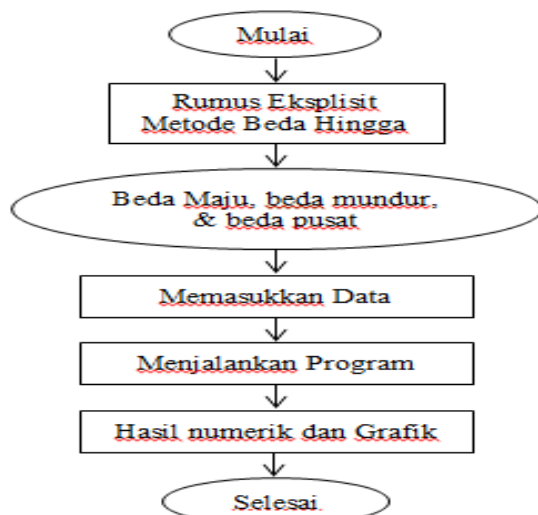 Mulai
Rumus Eksplisit
Metode Beda Hingga
Beda Maju, beda mundur,
& beda pusat
Memasukkan Data
Menjalankan Program
Hasil numerik dan Grafik
Selesai